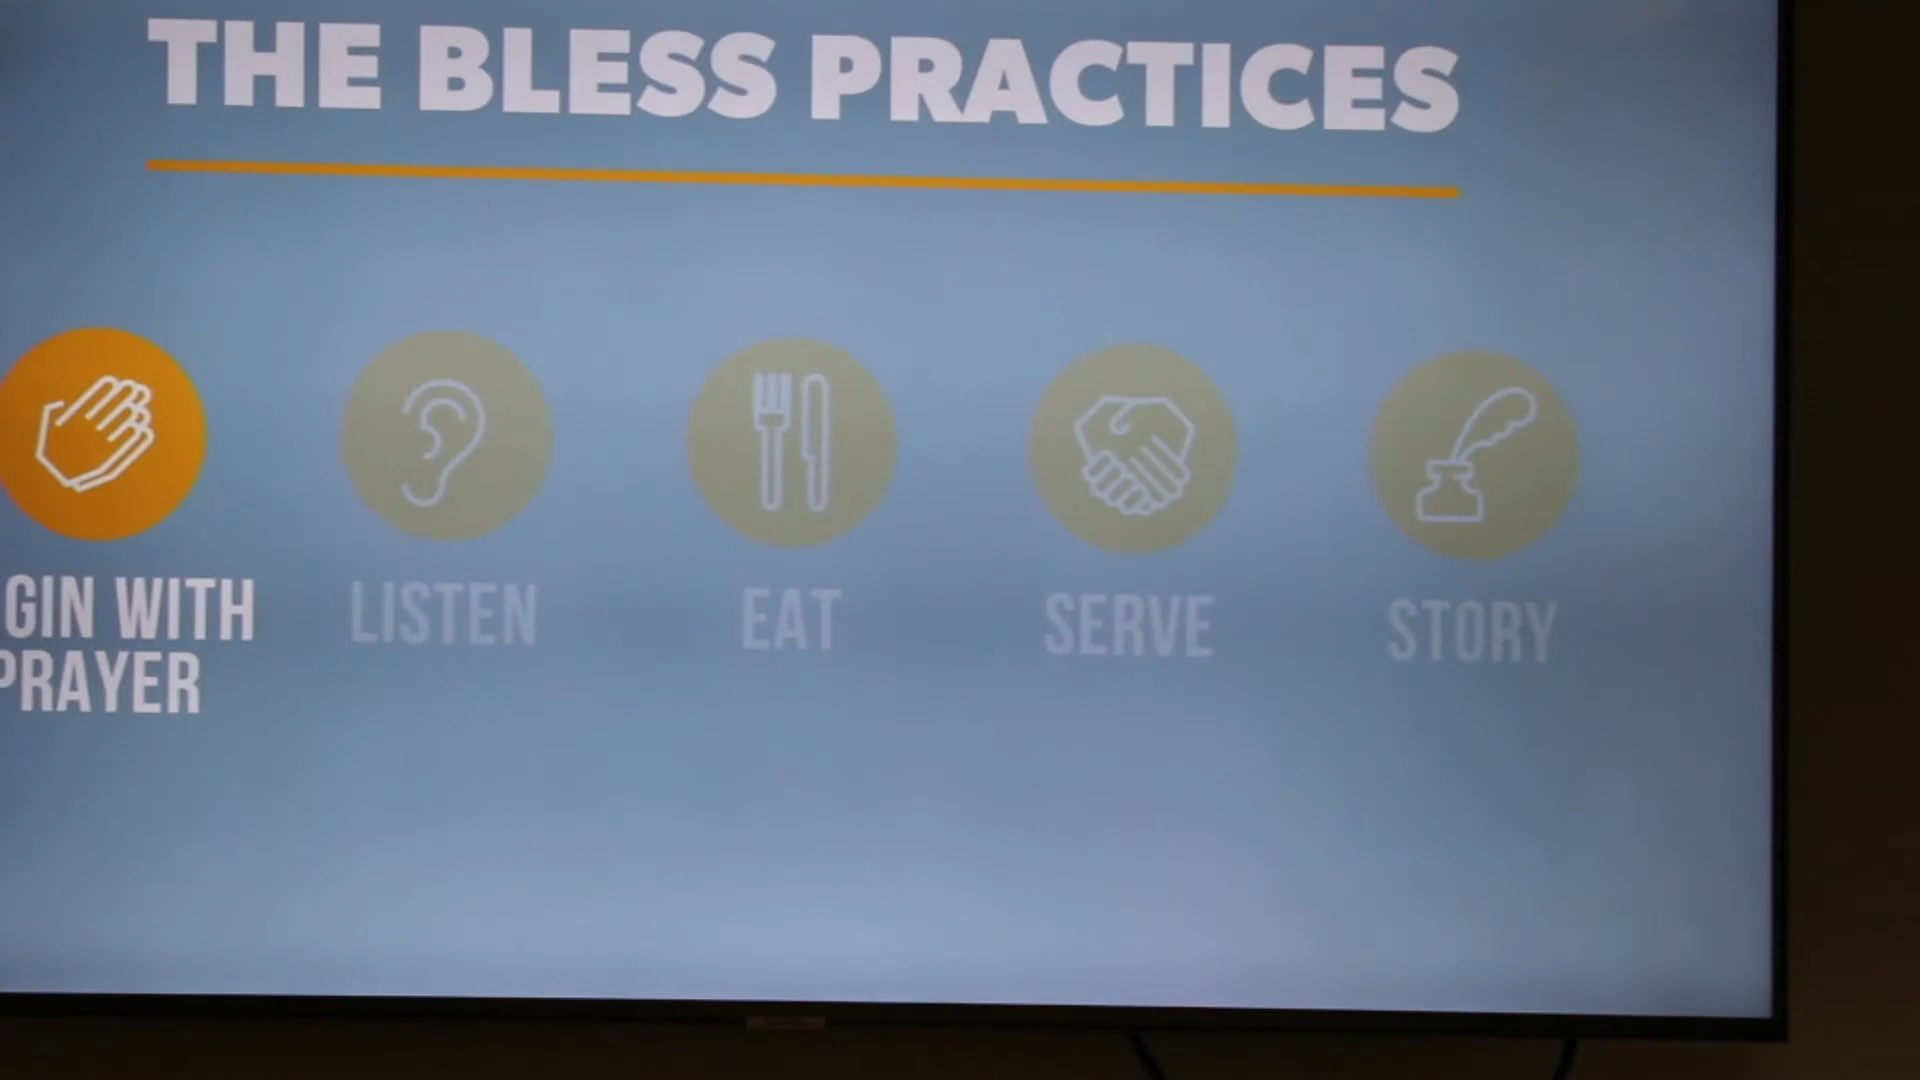 THE BLESS PRACTICES
GIN WITH
PRAYER
LISTEN
EAT
SERVE
STORY